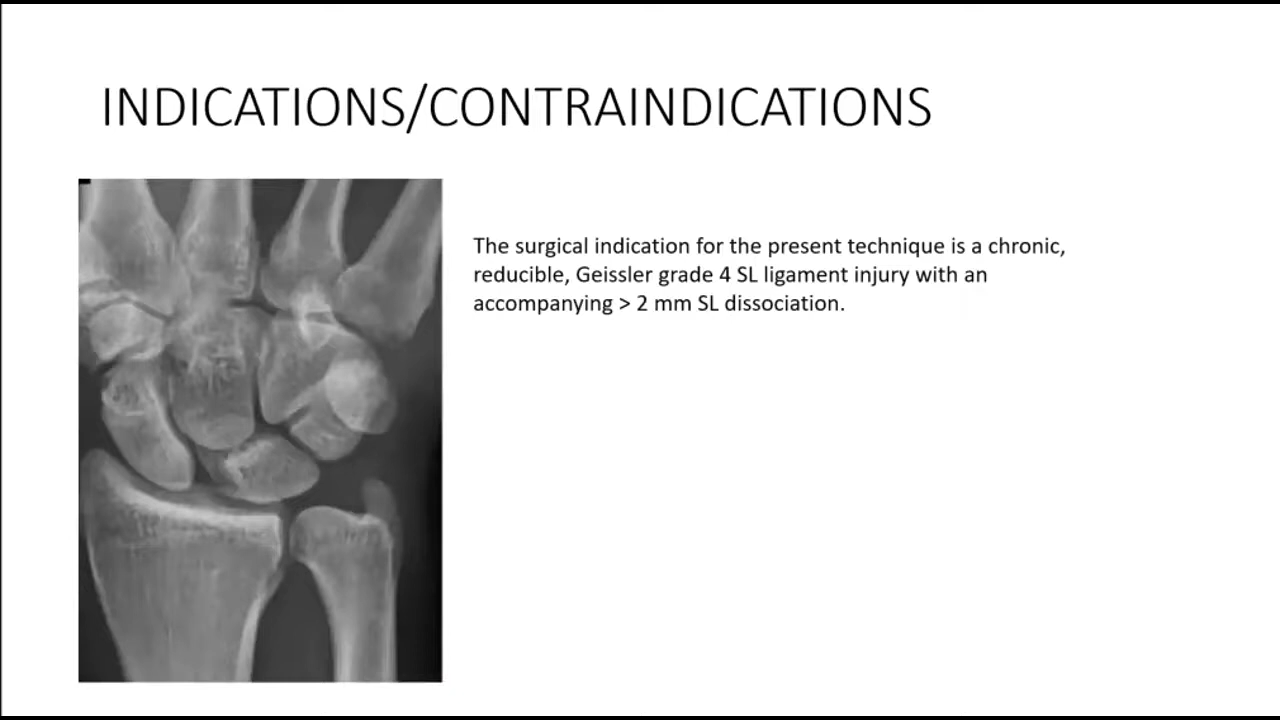 INDICATIONS/CONTRAINDICATIONS
The surgical indication for the present technique is a chronic,
reducible, Geissler grade 4 SL ligament injury with an
accompanying > 2 mm SL dissociation.